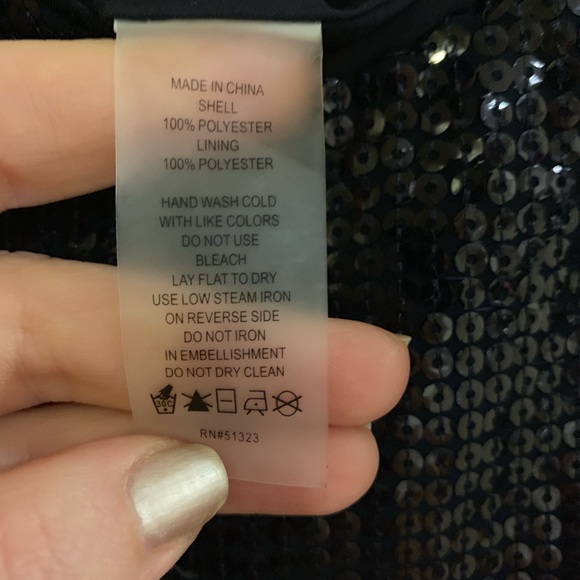 MADE IN CHINA
SHELL
100% POLYESTER
LINING
100% POLYESTER
HAND WASH COLD
WITH LIKE COLORS
DO NOT USE
BLEACH
LAY FLAT TO DRY
USE LOW STEAM IRON
ON REVERSE SIDE
DO NOT IRON
IN EMBELLISHMENT
DO NOT DRY CLEAN
30C
RN#51323